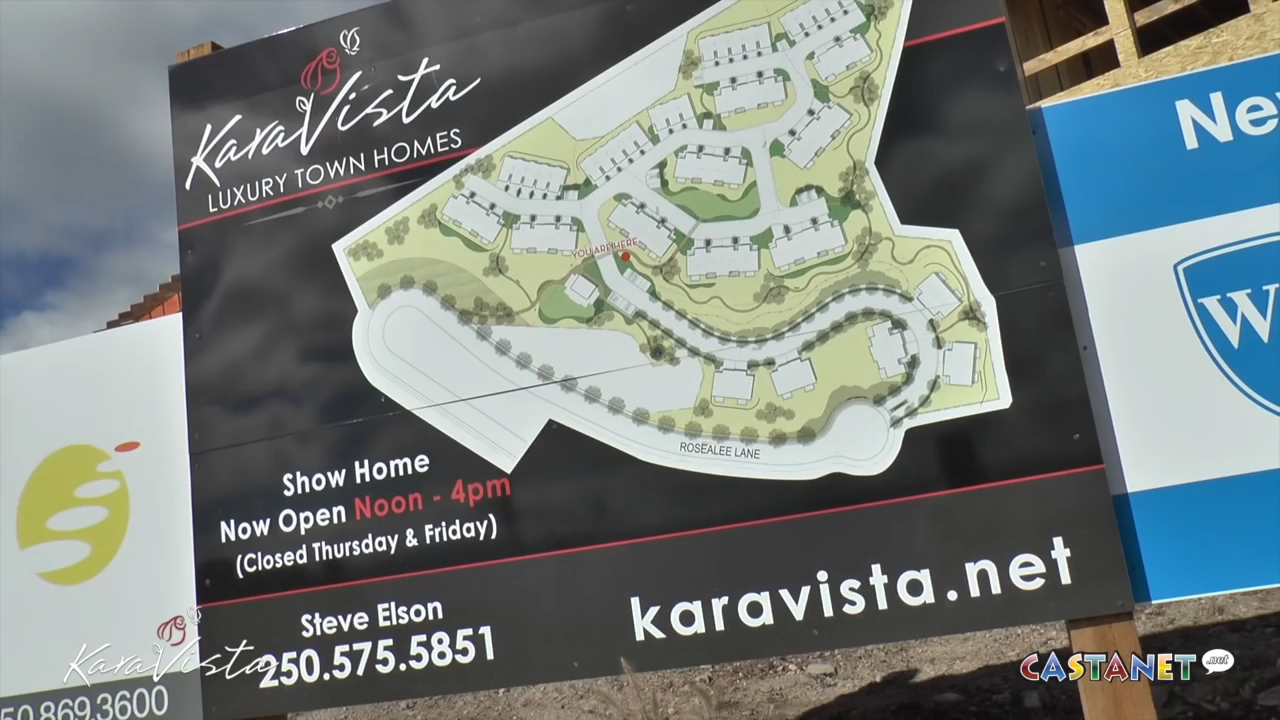 KaraVista
LUXURY TOWN HOMES
YOU ARE HERE
ROSEALEE LANE
Show Home
Now Open Noon - 4pm
(Closed Thursday & Friday)
Steve Elson
250.575.5851
karavista.net
Ne
W
50.869.3600
KaraVista
CASTANET .net